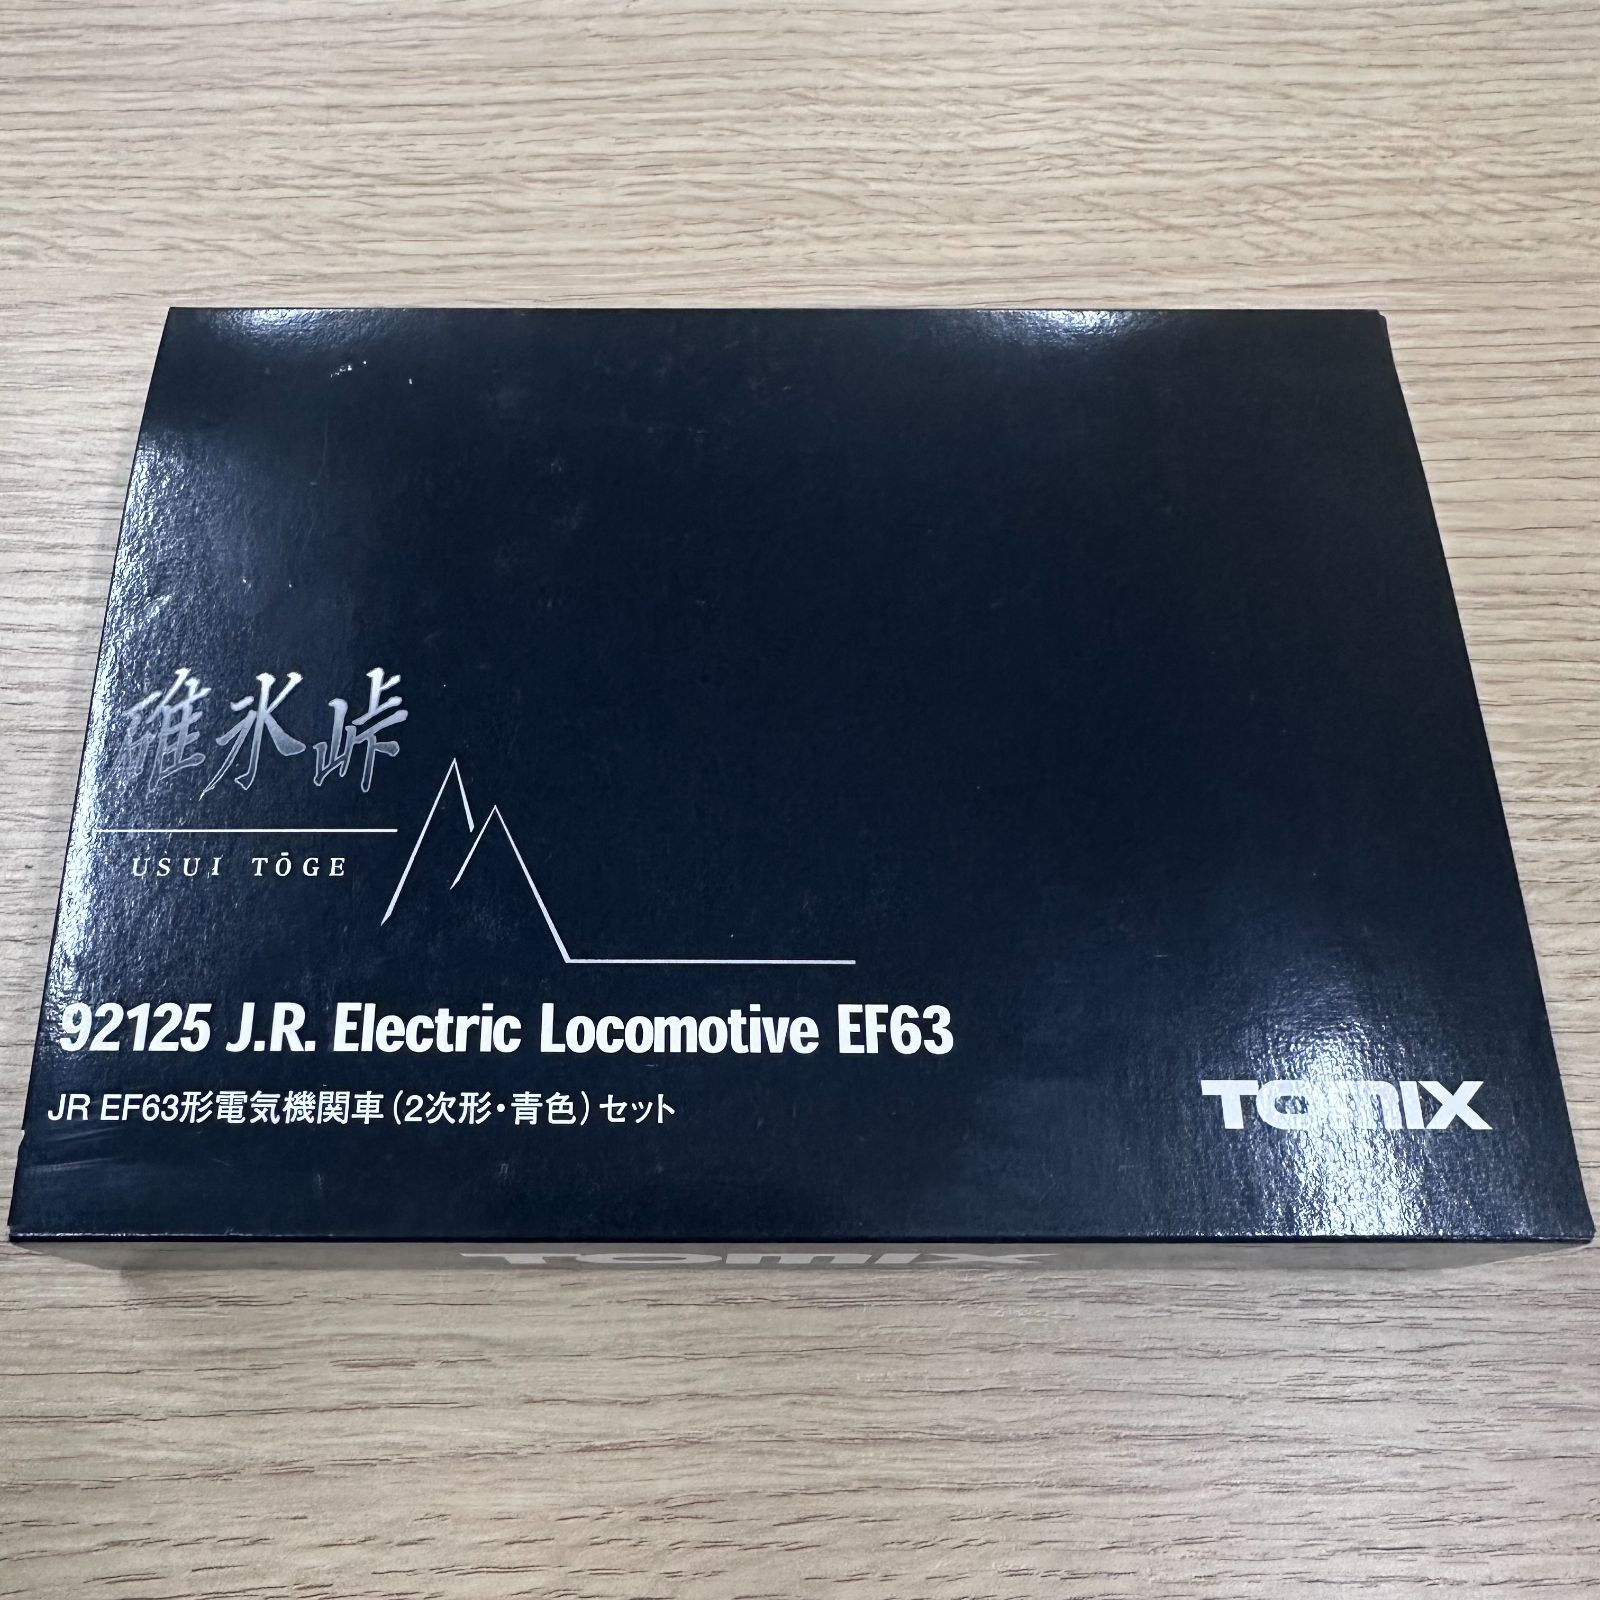 碓氷峠
USUI TŌGE
92125 J.R. Electric Locomotive EF63
JR EF63形電気機関車(2次形・青色)セット
TOMIX
TOMIX